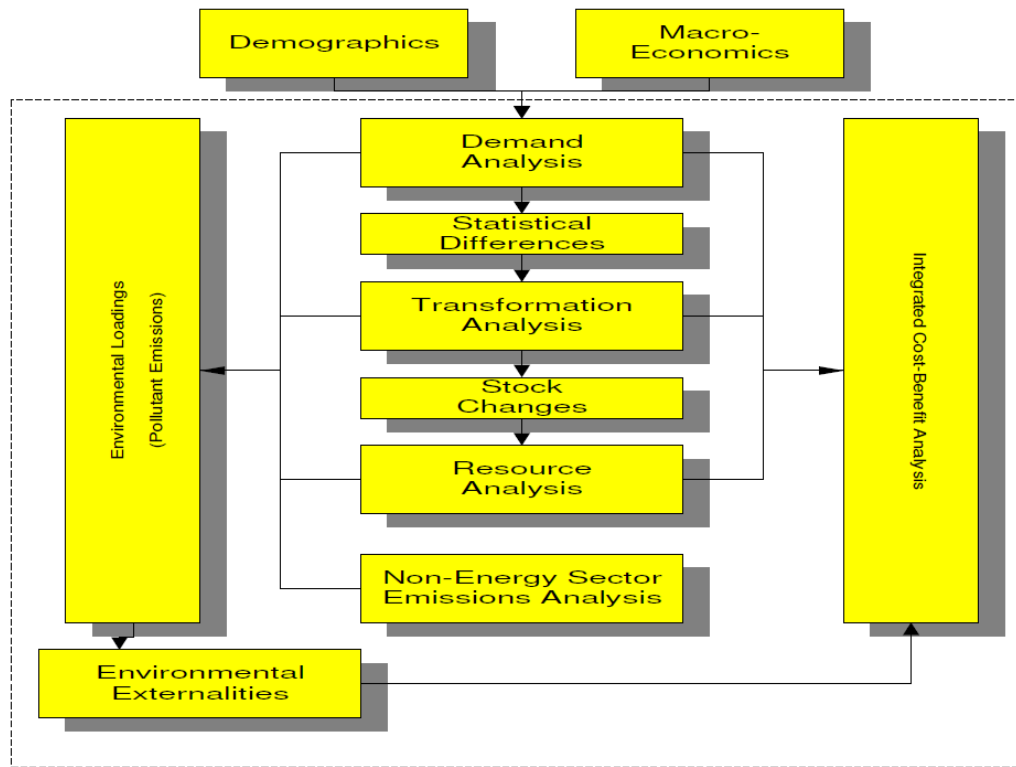 Demographics
Macro-
Economics
Demand
Analysis
Statistical
Differences
Transformation
Analysis
Stock
Changes
Resource
Analysis
Non-Energy Sector
Emissions Analysis
Environmental Loadings
(Pollutant Emissions)
Integrated Cost-Benefit Analysis
Environmental
Externalities